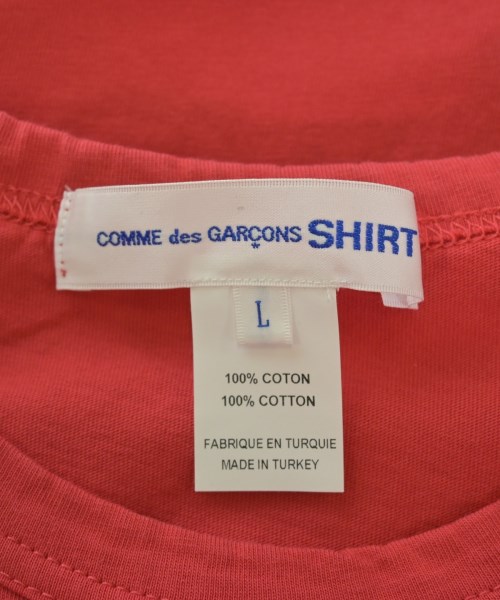 COMME des GARÇONS SHIRT
*
L
100% COTON
100% COTTON
FABRIQUE EN TURQUIE
MADE IN TURKEY